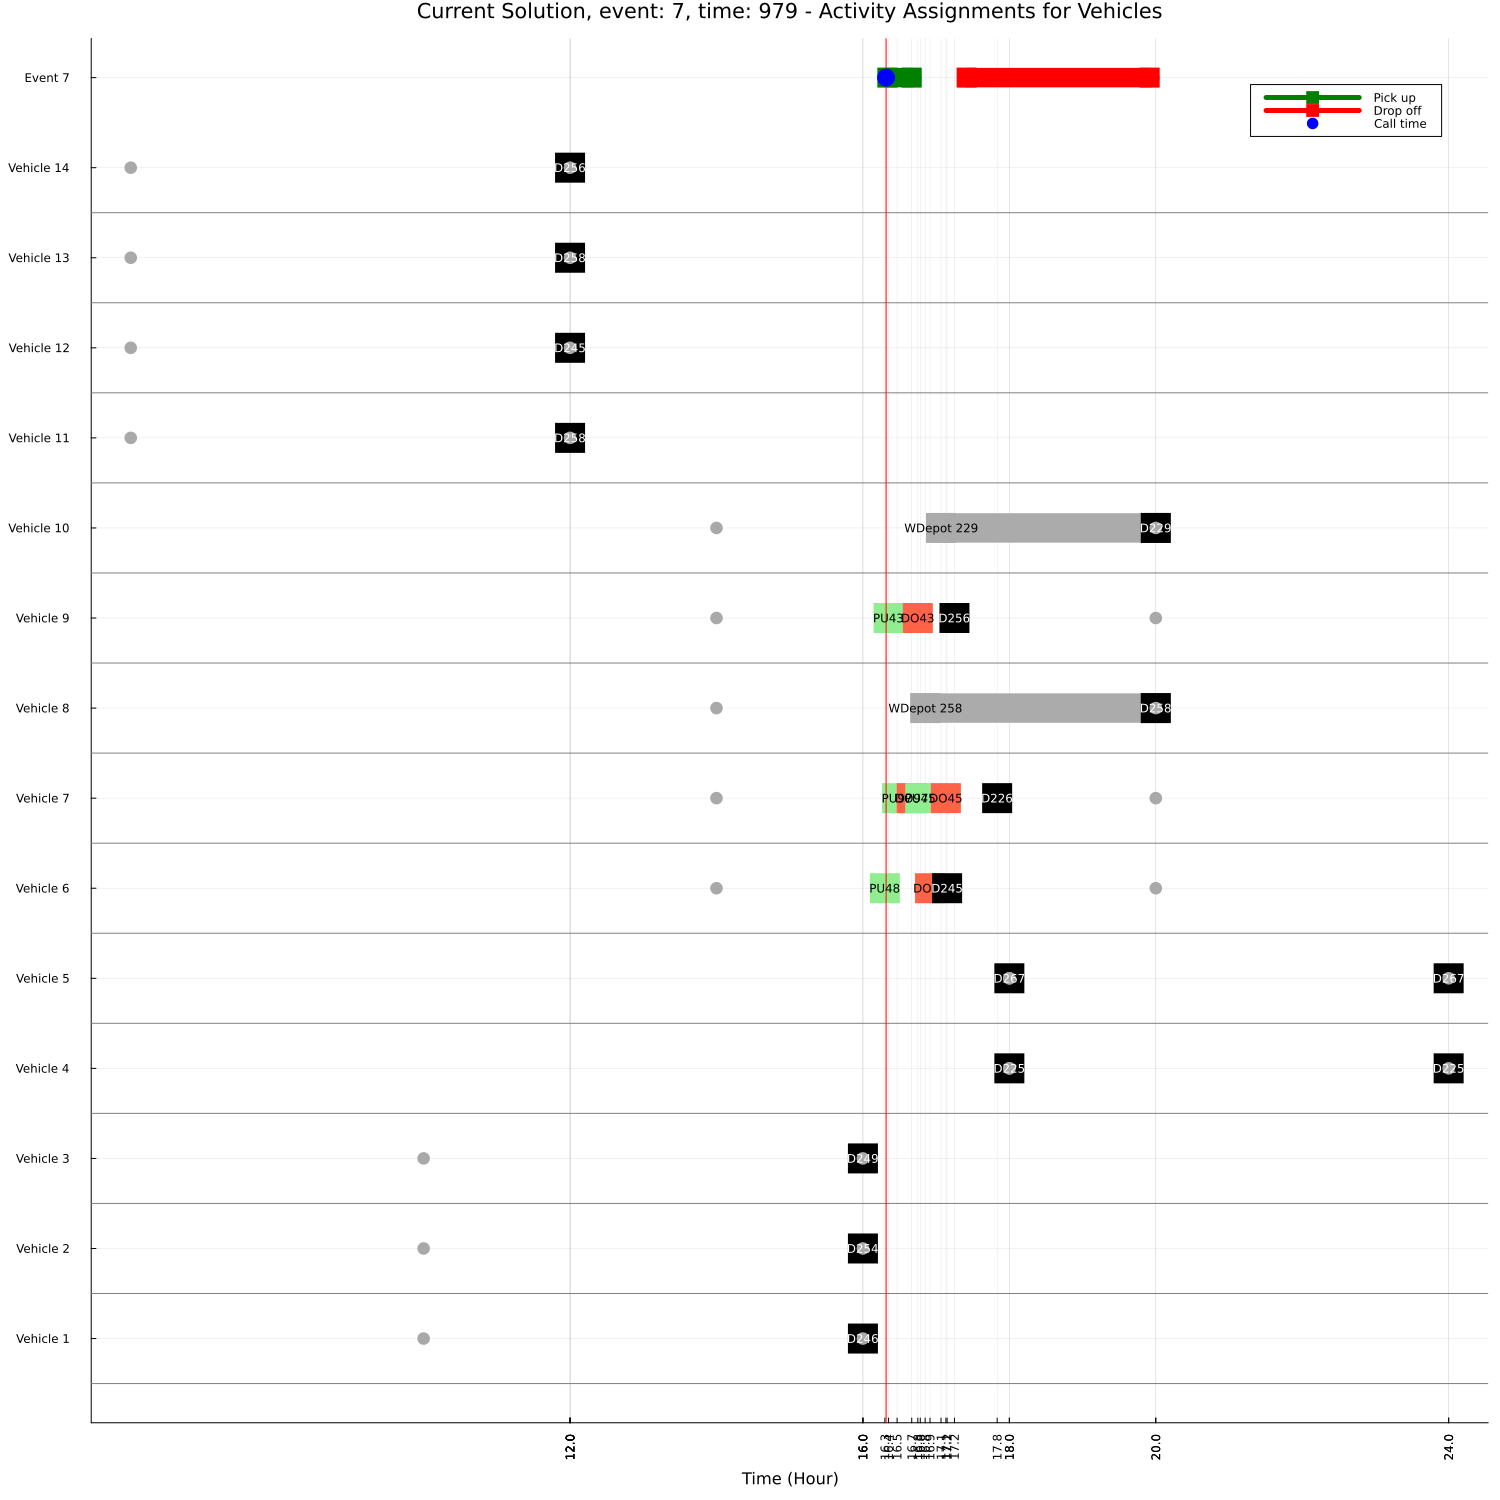 Current Solution, event: 7, time: 979 - Activity Assignments for Vehicles
Event 7
Pick up
Drop off
Call time
Vehicle 14
D256
Vehicle 13
D258
Vehicle 12
D245
Vehicle 11
D258
Vehicle 10
WDepot 229
D229
Vehicle 9
PU43
DO43
D256
Vehicle 8
WDepot 258
D258
Vehicle 7
DO45
D226
Vehicle 6
PU48
D245
Vehicle 5
D267
D267
Vehicle 4
D225
D225
Vehicle 3
D249
Vehicle 2
D254
Vehicle 1
D246
12.0
16.0
16.5
17.2
17.8
18.0
20.0
24.0
Time (Hour)